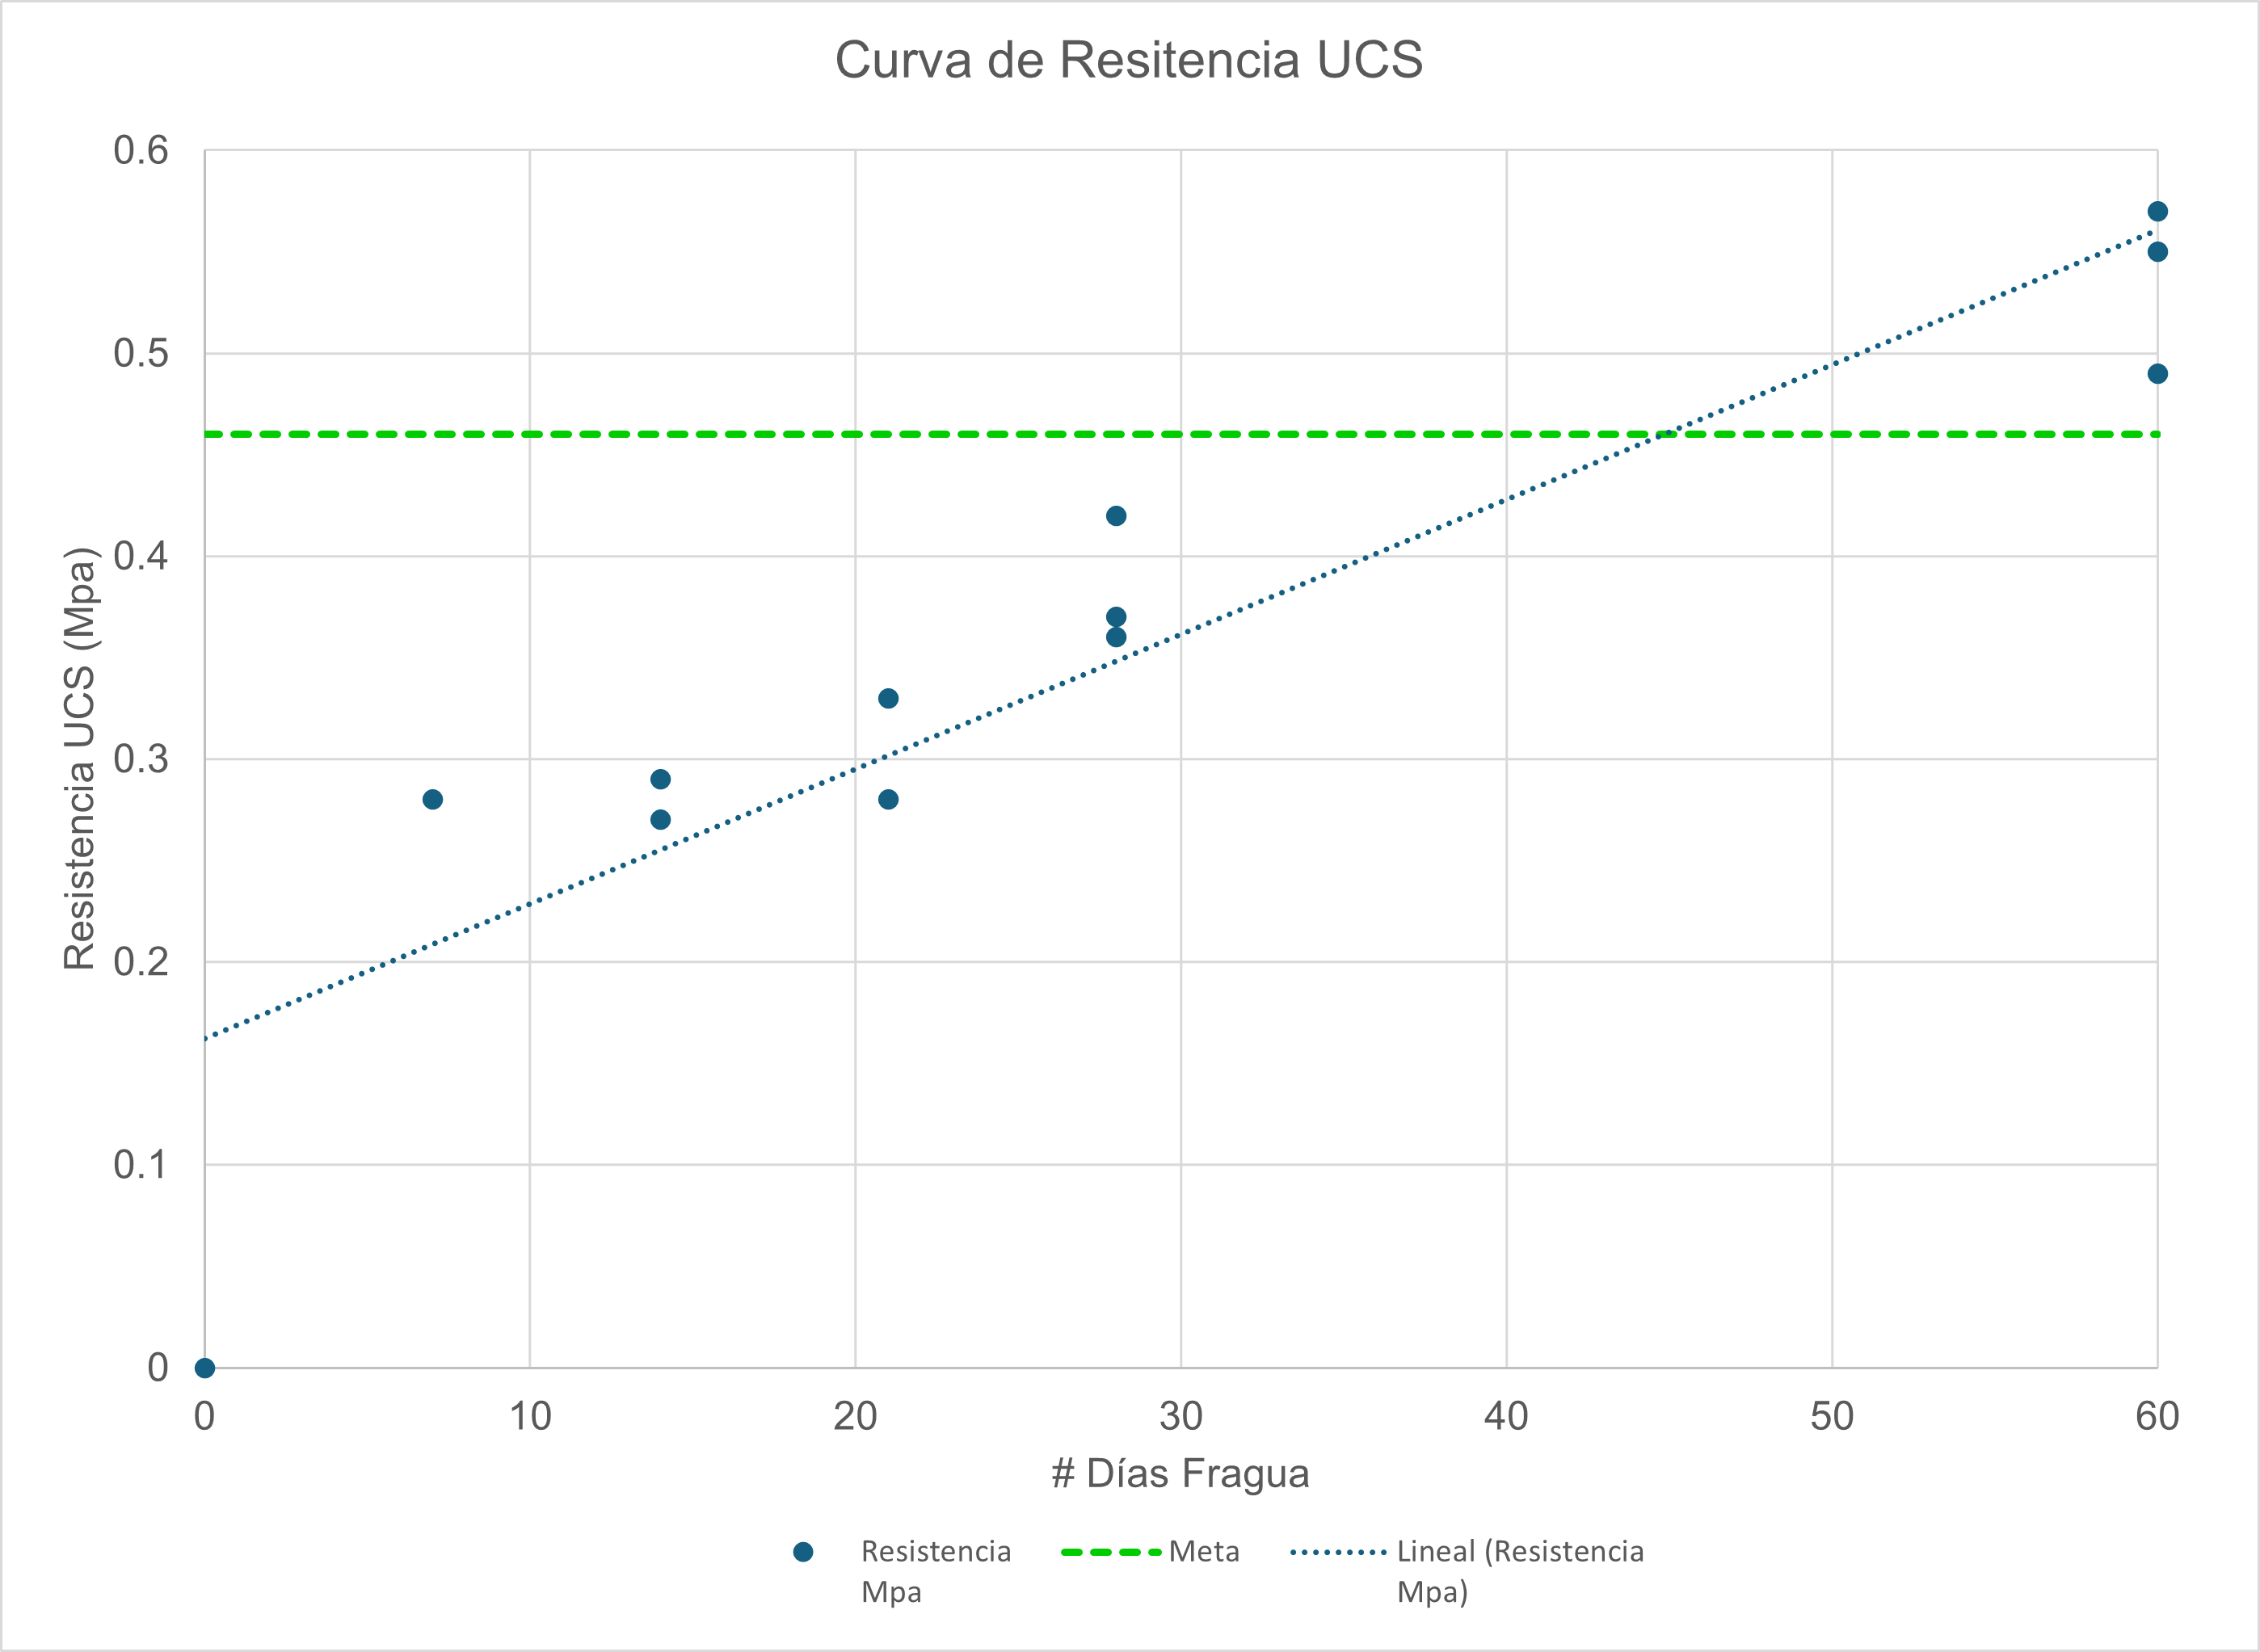 Curva de Resitencia UCS
0.6
0.5
0.4
0.3
0.2
0.1
0
Resistencia UCS (Mpa)
0 10 20 30 40 50 60
# Días Fragua
Resistencia Mpa
Meta
Lineal (Resistencia Mpa)